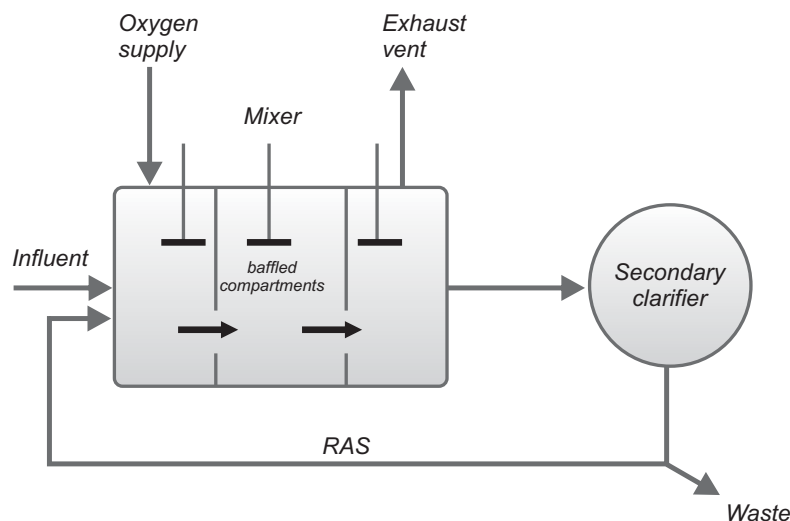 Oxygen
supply
Exhaust
vent
Mixer
Influent
baffled
compartments
Secondary
clarifier
RAS
Waste